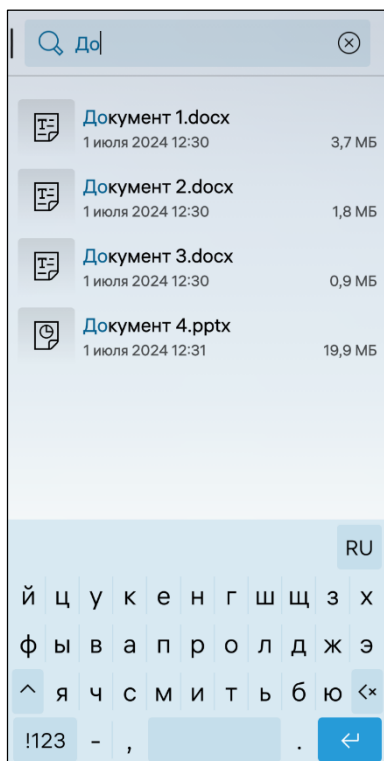 До
Документ 1.docx
1 июля 2024 12:30 3,7 МБ
Документ 2.docx
1 июля 2024 12:30 1,8 МБ
Документ 3.docx
1 июля 2024 12:30 0,9 МБ
Документ 4.pptx
1 июля 2024 12:31 19,9 МБ
RU
й ц у к е н г ш щ з х
ф ы в а п р о л д ж э
я ч с м и т ь б ю
!123 - , .